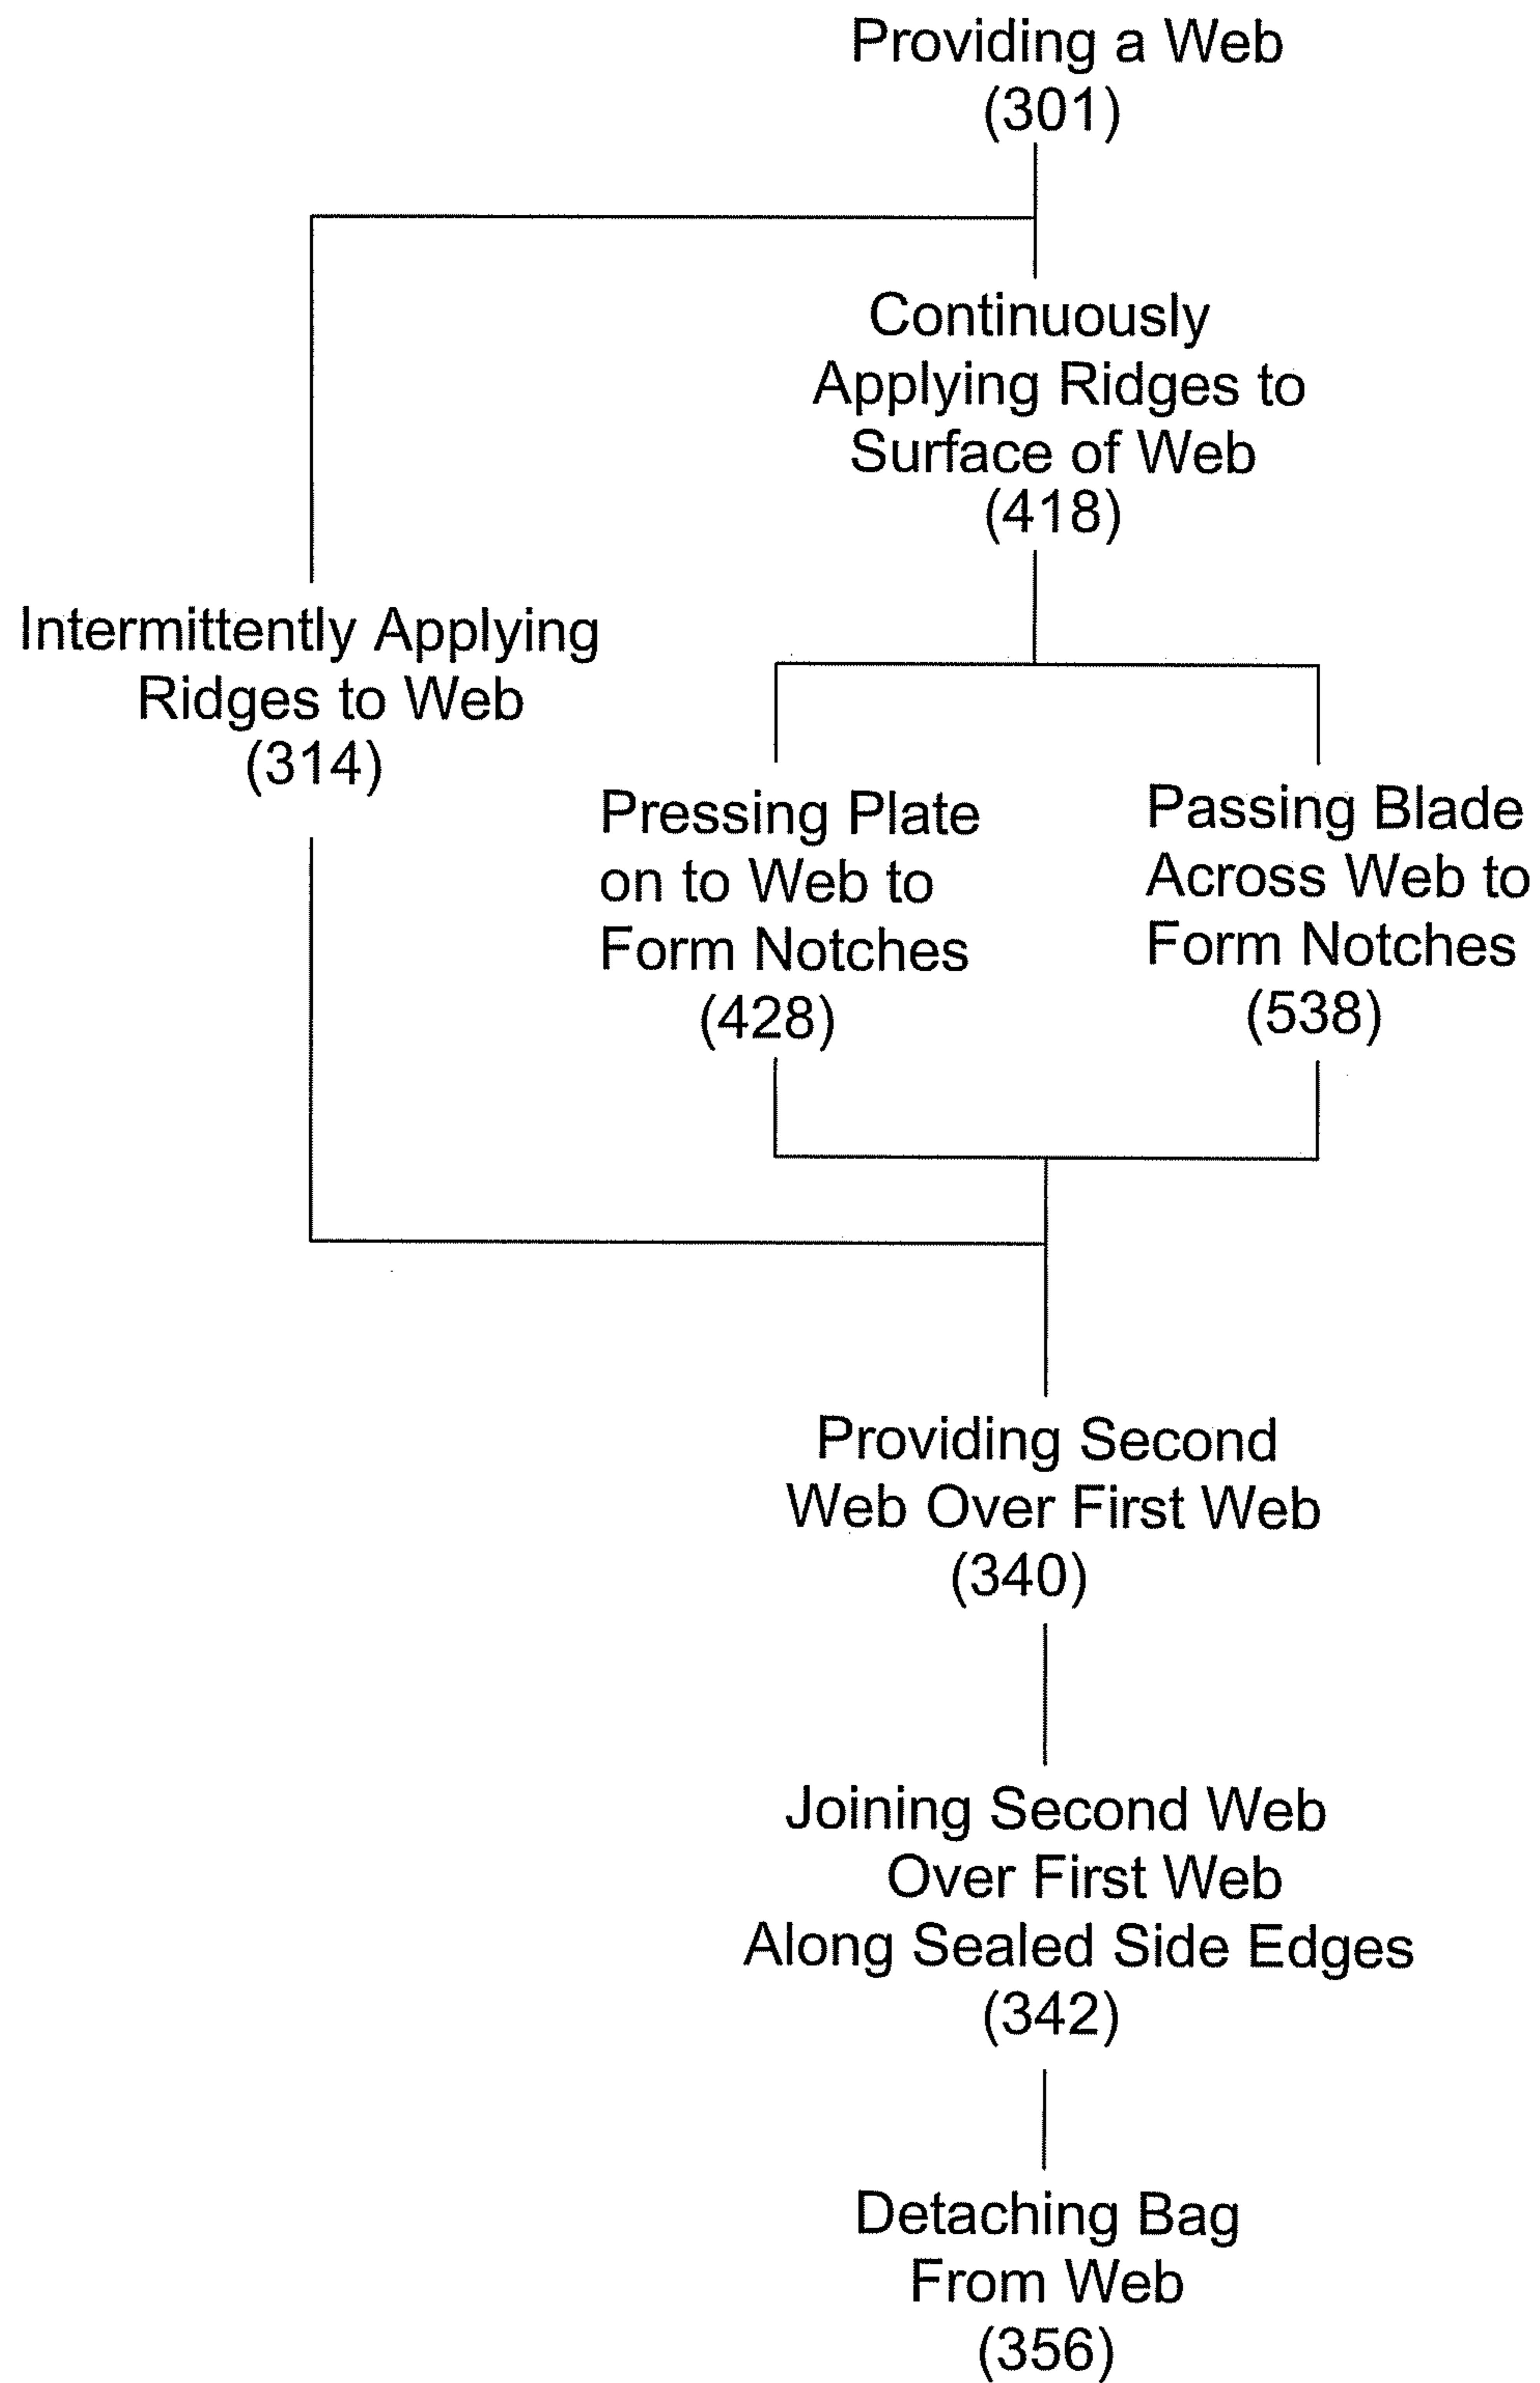 Providing a Web
(301)
Continuously
Applying Ridges to
Surface of Web
(418)
Intermittently Applying
Ridges to Web
(314)
Pressing Plate
on to Web to
Form Notches
(428)
Passing Blade
Across Web to
Form Notches
(538)
Providing Second
Web Over First Web
(340)
Joining Second Web
Over First Web
Along Sealed Side Edges
(342)
Detaching Bag
From Web
(356)